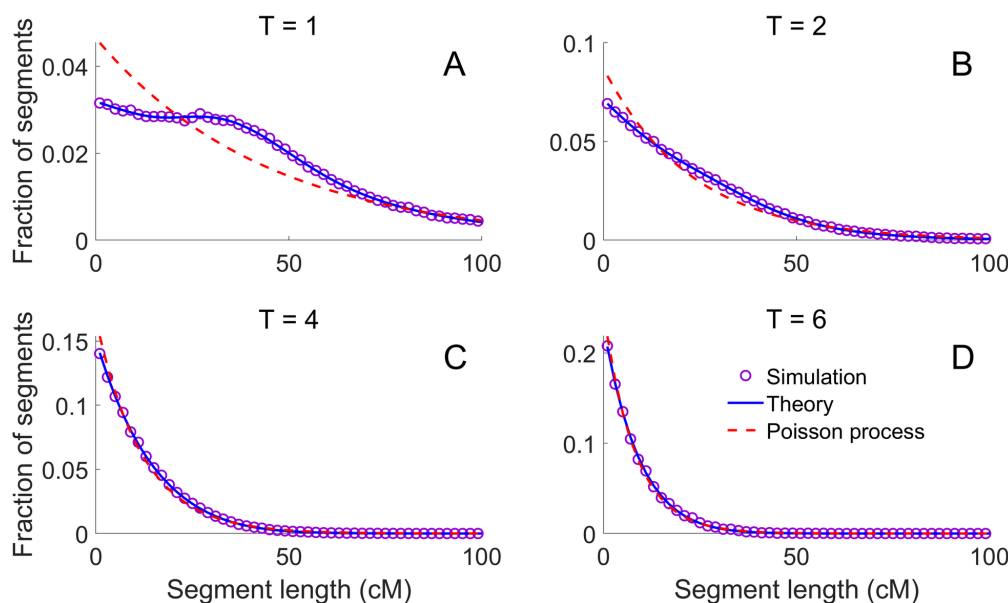 T = 1
A
Fraction of segments
0.04
0.02
0
0
50
100
T = 2
B
0.1
0.05
0
0
50
100
T = 4
C
Fraction of segments
0.15
0.1
0.05
0
0
50
100
Segment length (cM)
T = 6
D
0.2
0.1
0
Simulation
Theory
Poisson process
0
50
100
Segment length (cM)